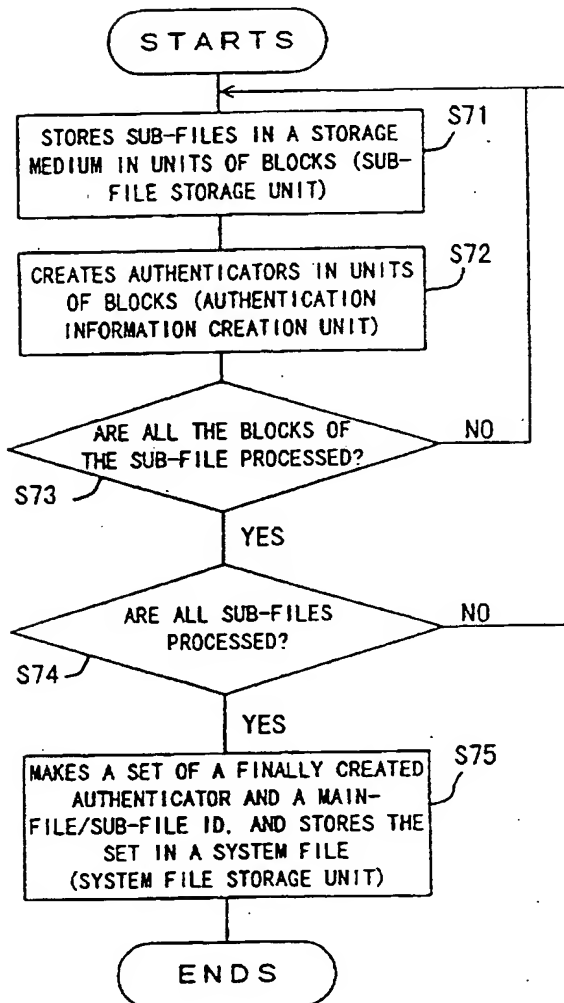 STARTS
S71
STORES SUB-FILES IN A STORAGE
MEDIUM IN UNITS OF BLOCKS (SUB-
FILE STORAGE UNIT)
S72
CREATES AUTHENTICATORS IN UNITS
OF BLOCKS (AUTHENTICATION
INFORMATION CREATION UNIT)
ARE ALL THE BLOCKS OF
THE SUB-FILE PROCESSED?
NO
S73
YES
ARE ALL SUB-FILES
PROCESSED?
NO
S74
YES
S75
MAKES A SET OF A FINALLY CREATED
AUTHENTICATOR AND A MAIN-
FILE/SUB-FILE ID. AND STORES THE
SET IN A SYSTEM FILE
(SYSTEM FILE STORAGE UNIT)
ENDS